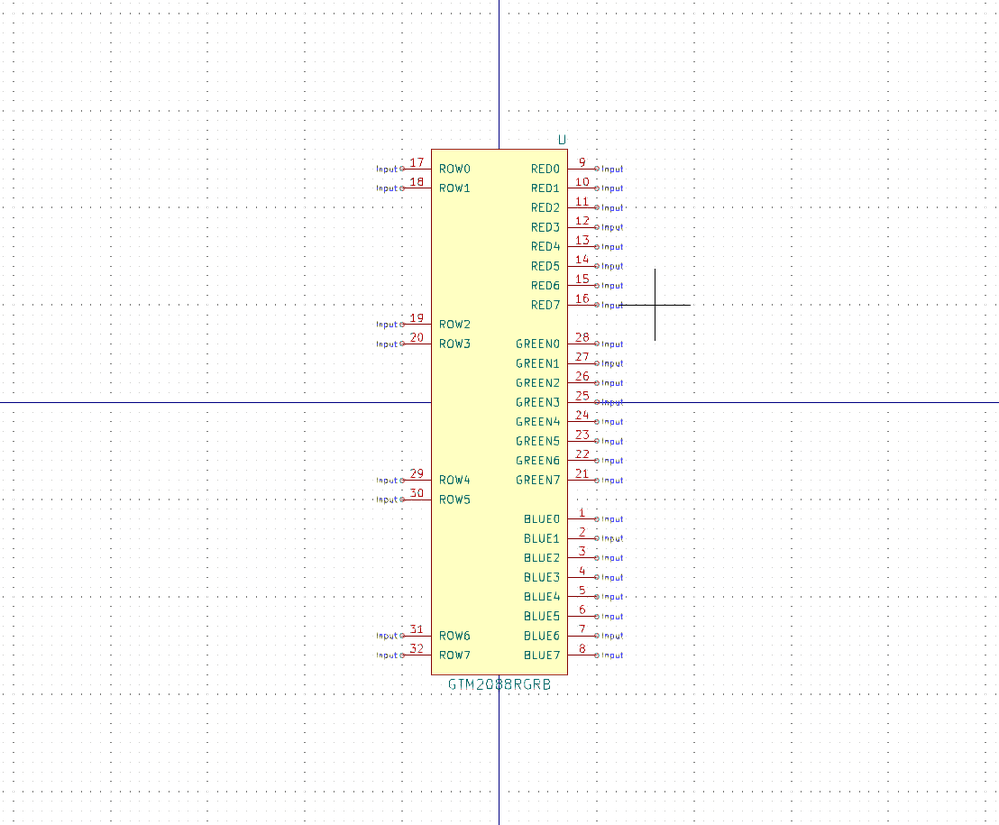 U
Input 17 ROW0 RED0 9 Input
Input 18 ROW1 RED1 10 Input
RED2 11 Input
RED3 12 Input
RED4 13 Input
RED5 14 Input
RED6 15 Input
RED7 16 Input
Input 19 ROW2
Input 20 ROW3 GREEN0 28 Input
GREEN1 27 Input
GREEN2 26 Input
GREEN3 25 Input
GREEN4 24 Input
GREEN5 23 Input
GREEN6 22 Input
Input 29 ROW4 GREEN7 21 Input
Input 30 ROW5
BLUE0 1 Input
BLUE1 2 Input
BLUE2 3 Input
BLUE3 4 Input
BLUE4 5 Input
BLUE5 6 Input
Input 31 ROW6 BLUE6 7 Input
Input 32 ROW7 BLUE7 8 Input
GTM2088RGRB